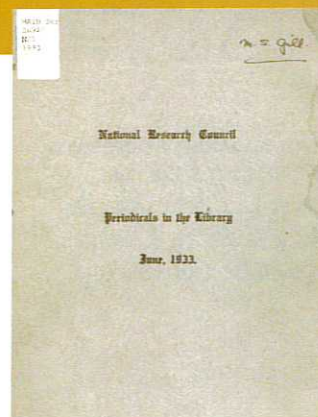 National Research Council
Periodicals in the Library
June, 1933.